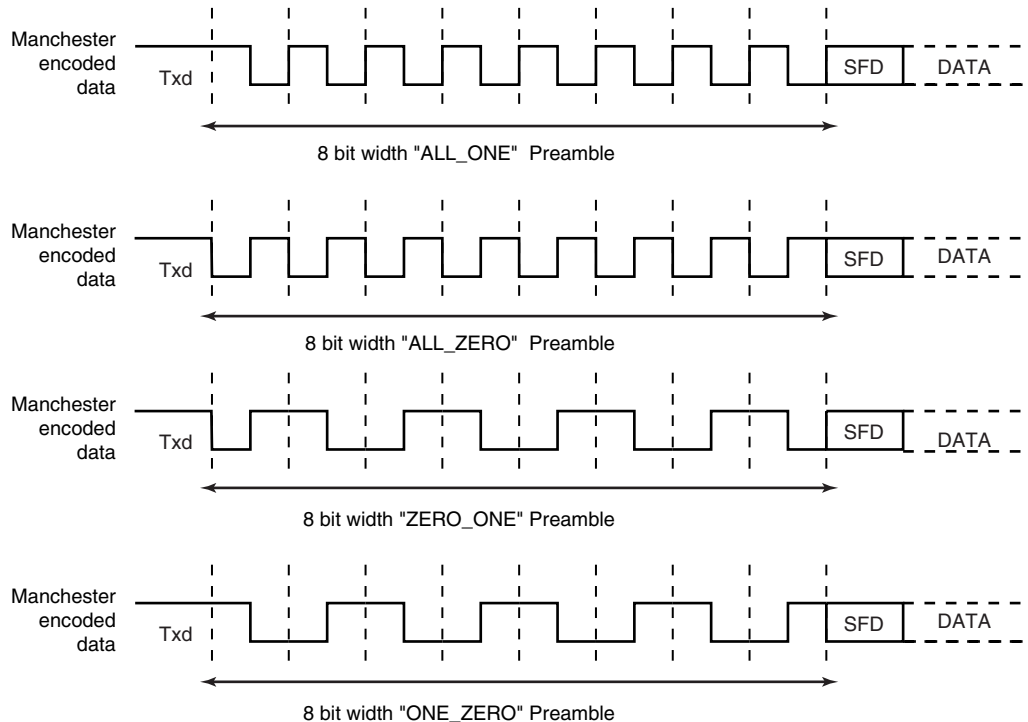 Manchester
encoded
data
Txd
SFD
DATA
8 bit width "ALL_ONE" Preamble
Manchester
encoded
data
Txd
SFD
DATA
8 bit width "ALL_ZERO" Preamble
Manchester
encoded
data
Txd
SFD
DATA
8 bit width "ZERO_ONE" Preamble
Manchester
encoded
data
Txd
SFD
DATA
8 bit width "ONE_ZERO" Preamble